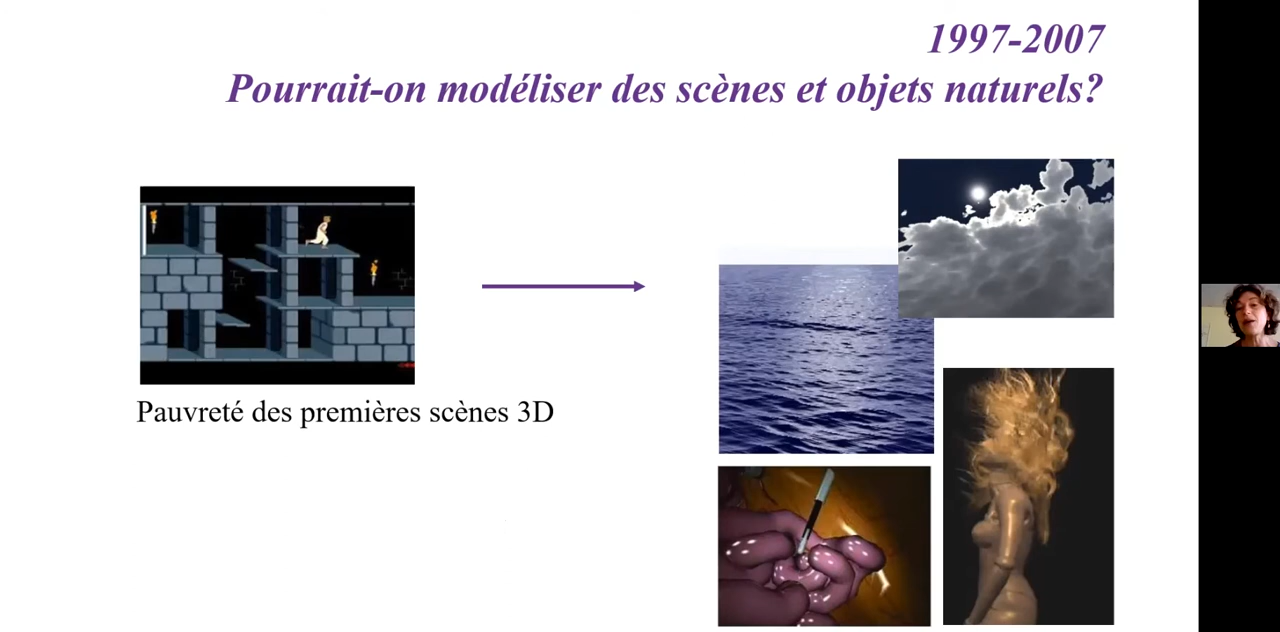 1997-2007
Pourrait-on modéliser des scènes et objets naturels?
Pauvreté des premières scènes 3D